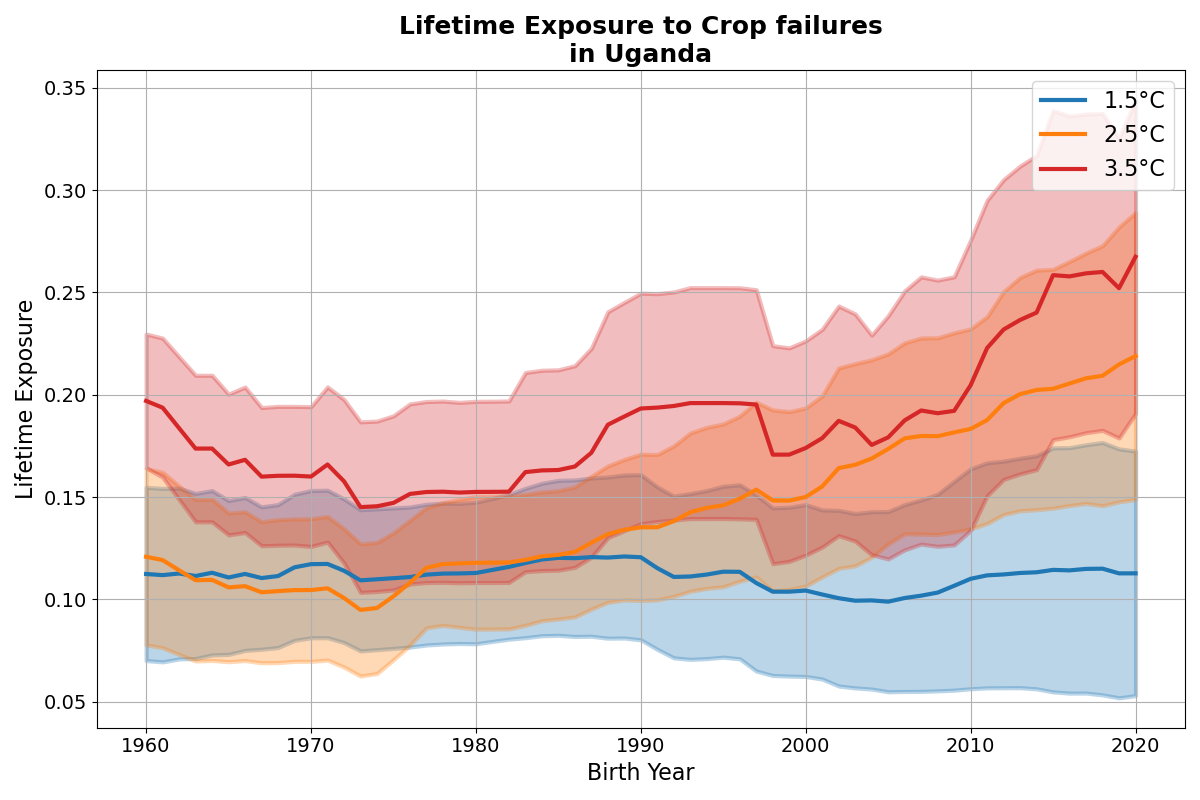 Lifetime Exposure to Crop failures
in Uganda
1.5°C
2.5°C
3.5°C
0.35
0.30
0.25
0.20
0.15
0.10
0.05
Lifetime Exposure
1960 1970 1980 1990 2000 2010 2020
Birth Year